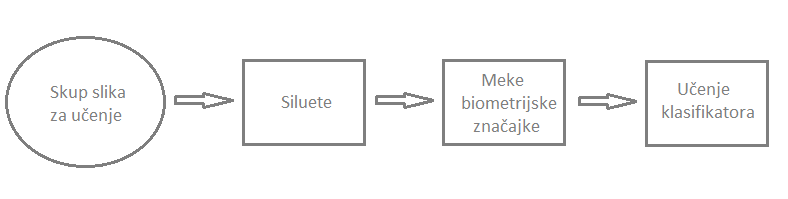 Skup slika
za učenje
Siluete
Meke
biometrijske
značajke
Učenje
klasifikatora